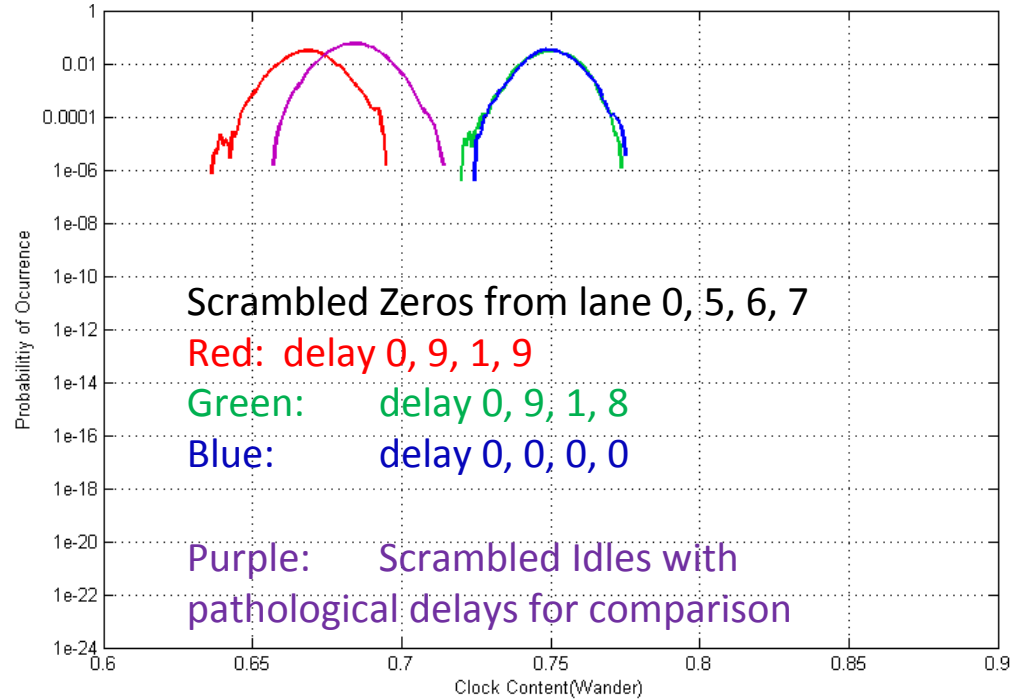 1
0.01
0.0001
1e-06
1e-08
1e-10
1e-12
1e-14
1e-16
1e-18
1e-20
1e-22
1e-24
Probabilitiy of Ocurrence
Scrambled Zeros from lane 0, 5, 6, 7
Red: delay 0, 9, 1, 9
Green: delay 0, 9, 1, 8
Blue: delay 0, 0, 0, 0
Purple: Scrambled Idles with
pathological delays for comparison
0.6 0.65 0.7 0.75 0.8 0.85 0.9
Clock Content(Wander)